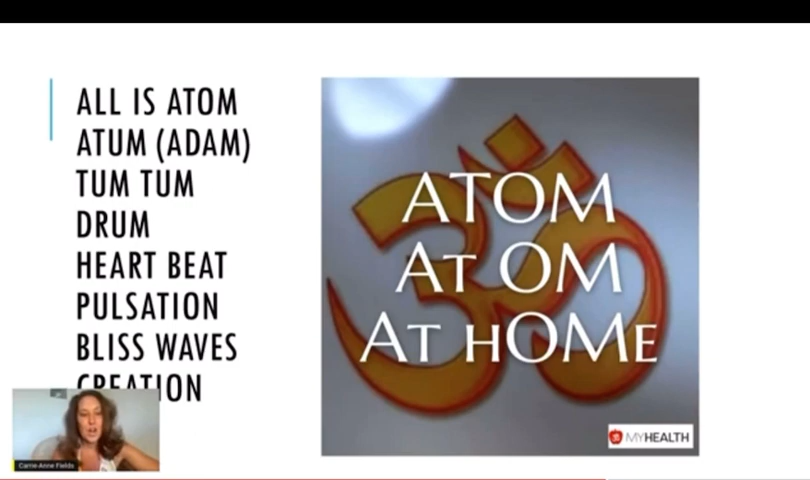 ALL IS ATOM
ATUM (ADAM)
TUM TUM
DRUM
HEART BEAT
PULSATION
BLISS WAVES
CREATION
ATOM
AT OM
AT HOME
MYHEALTH
Carrie-Anne Fields